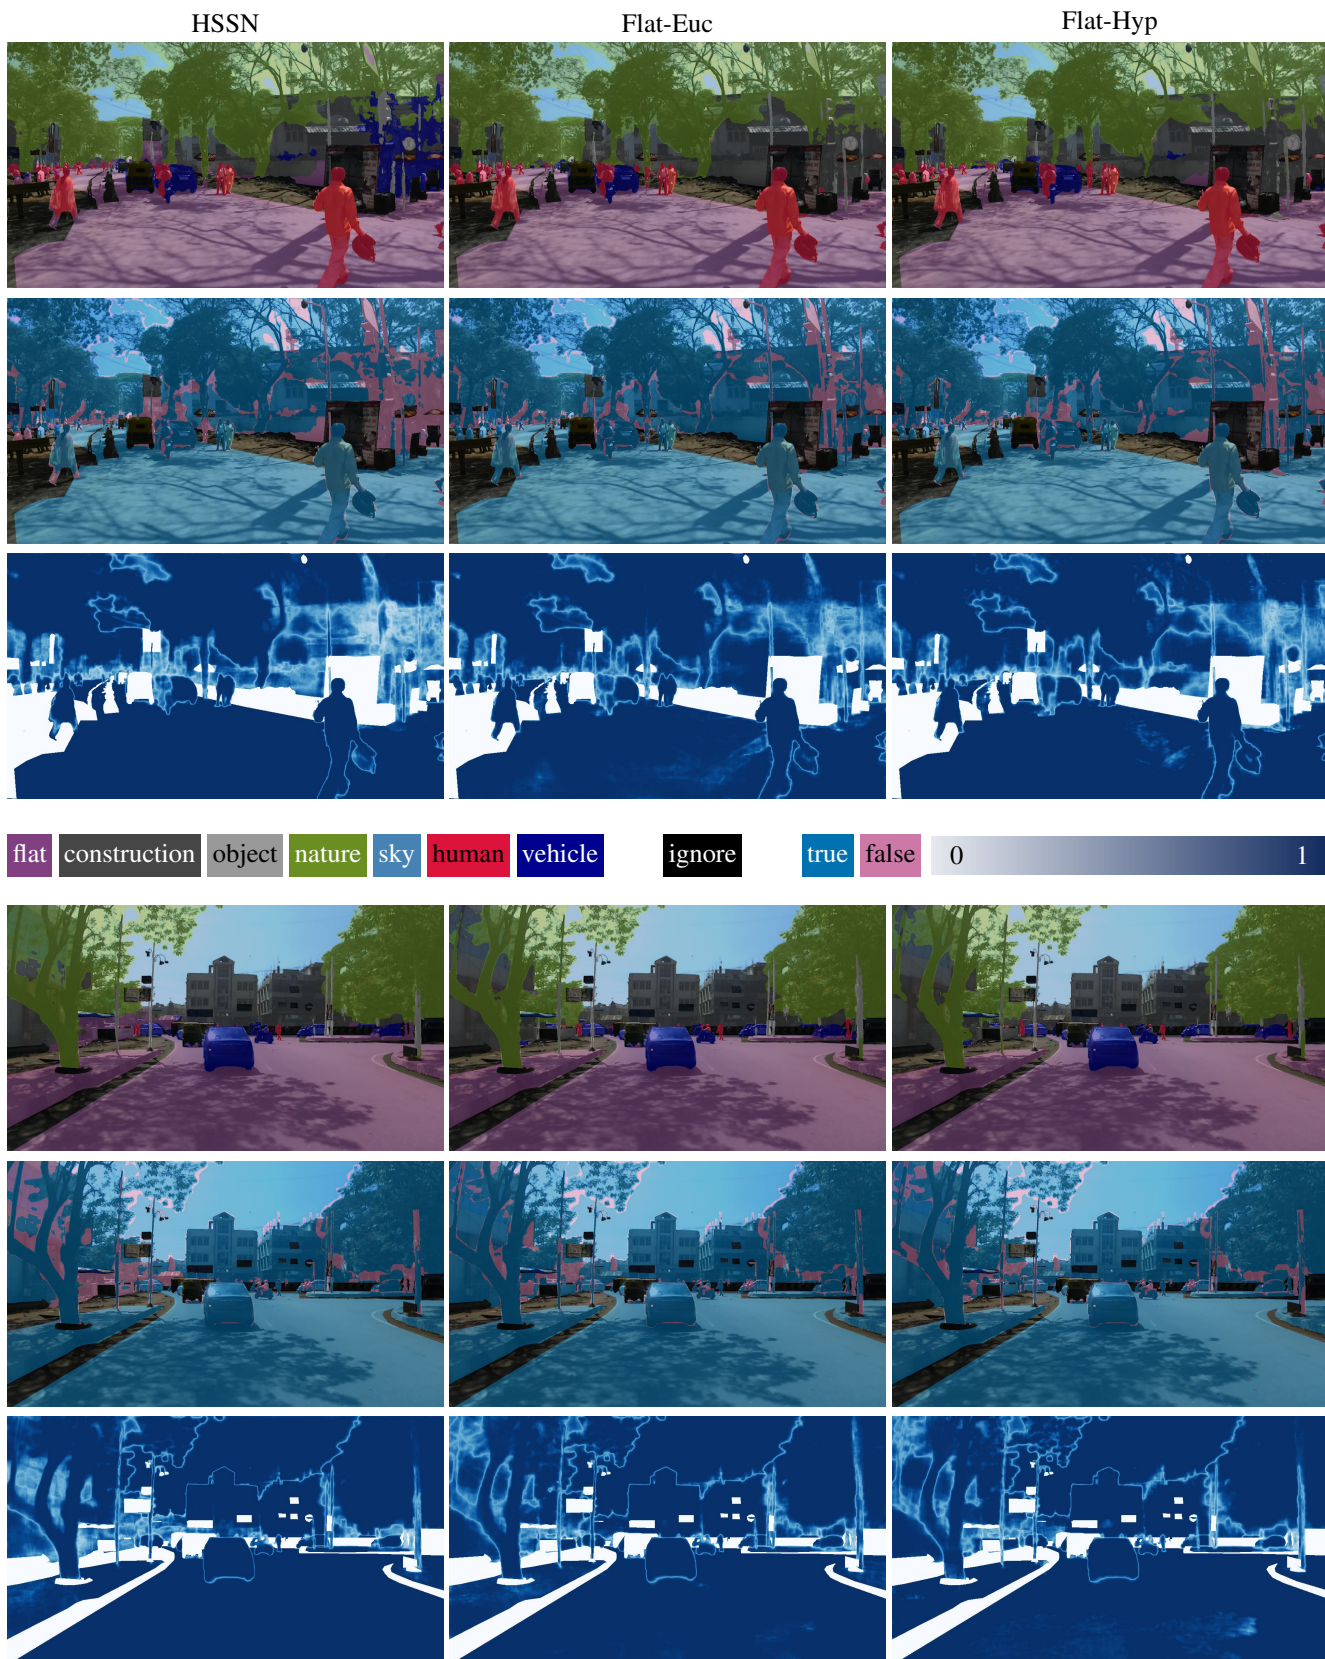 HSSN Flat-Euc Flat-Hyp
flat construction object nature sky human vehicle ignore true false 0 1